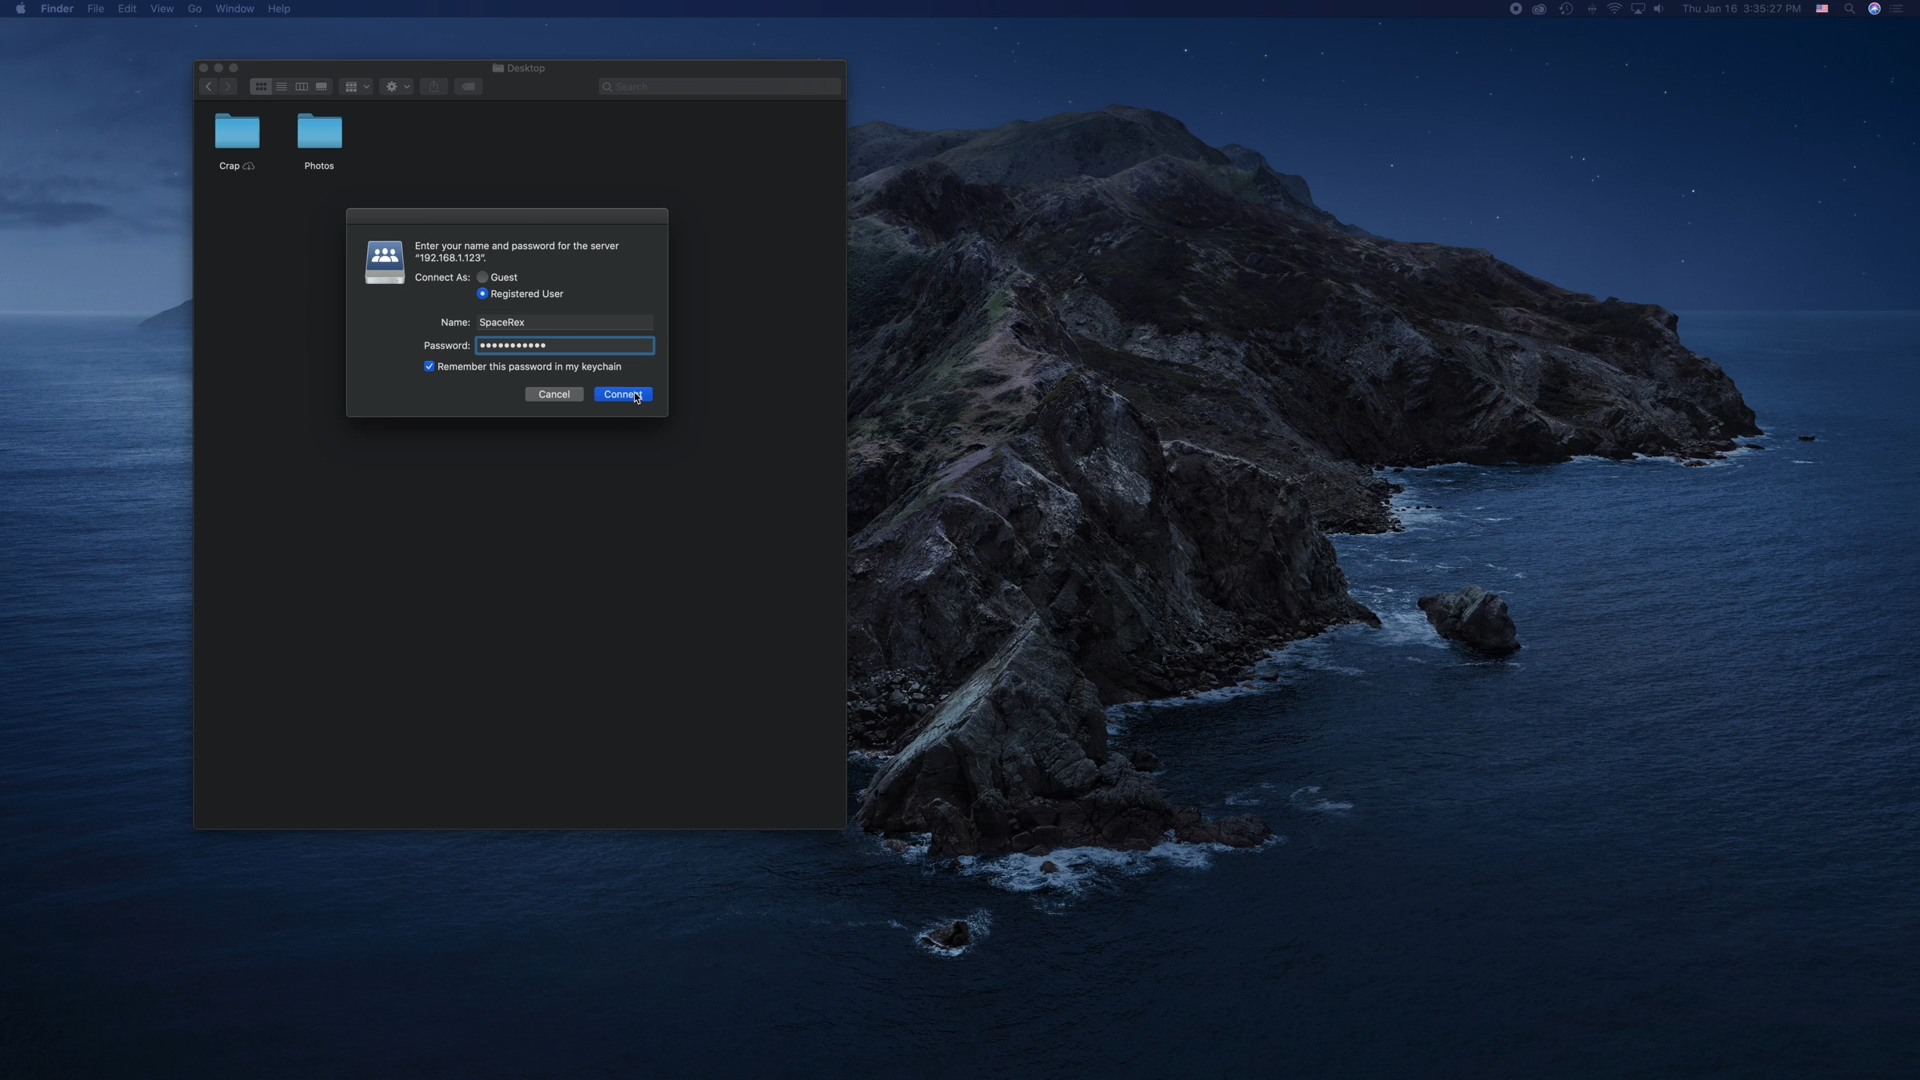 Finder File Edit View Go Window Help
Thu Jan 16 3:35:27 PM
Desktop
Search
Crap
Photos
Enter your name and password for the server
“192.168.1.123”.
Connect As: Guest
Registered User
Name: SpaceRex
Password: •••••••••••
Remember this password in my keychain
Cancel Connect